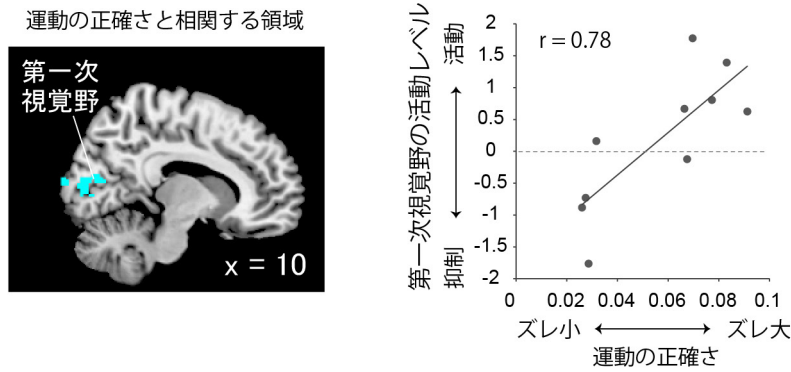 運動の正確さと相関する領域
第一次
視覚野
x = 10
第一次視覚野の活動レベル
活動
抑制
r = 0.78
2
1.5
1
0.5
0
-0.5
-1
-1.5
-2
0 0.02 0.04 0.06 0.08 0.1
ズレ小 ズレ大
運動の正確さ